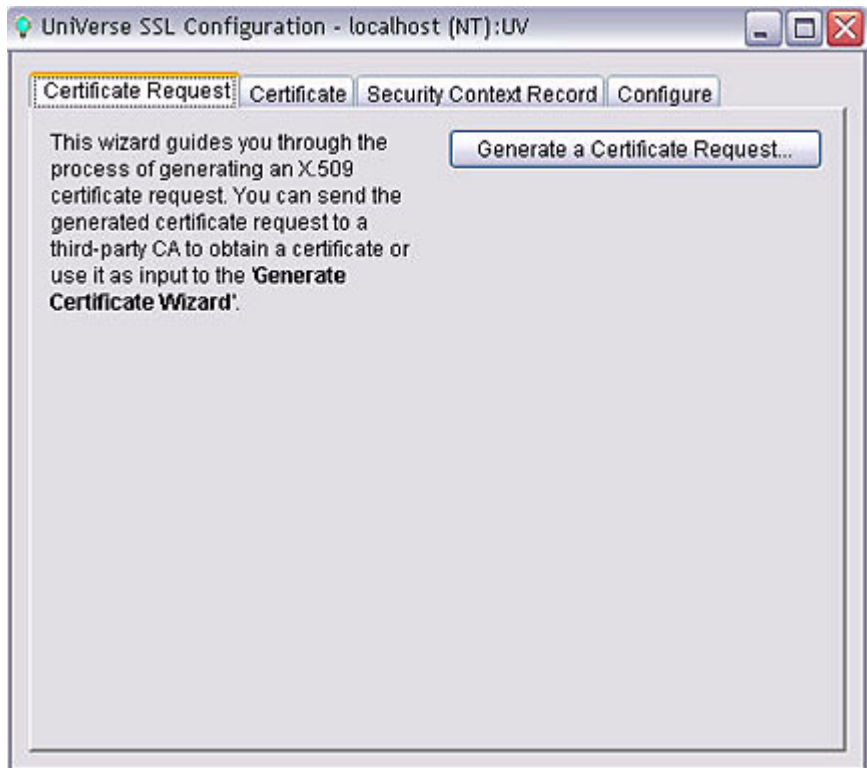 UniVerse SSL Configuration - localhost (NT):UV
Certificate Request Certificate Security Context Record Configure
This wizard guides you through the
process of generating an X.509
certificate request. You can send the
generated certificate request to a
third-party CA to obtain a certificate or
use it as input to the 'Generate
Certificate Wizard'.
Generate a Certificate Request...